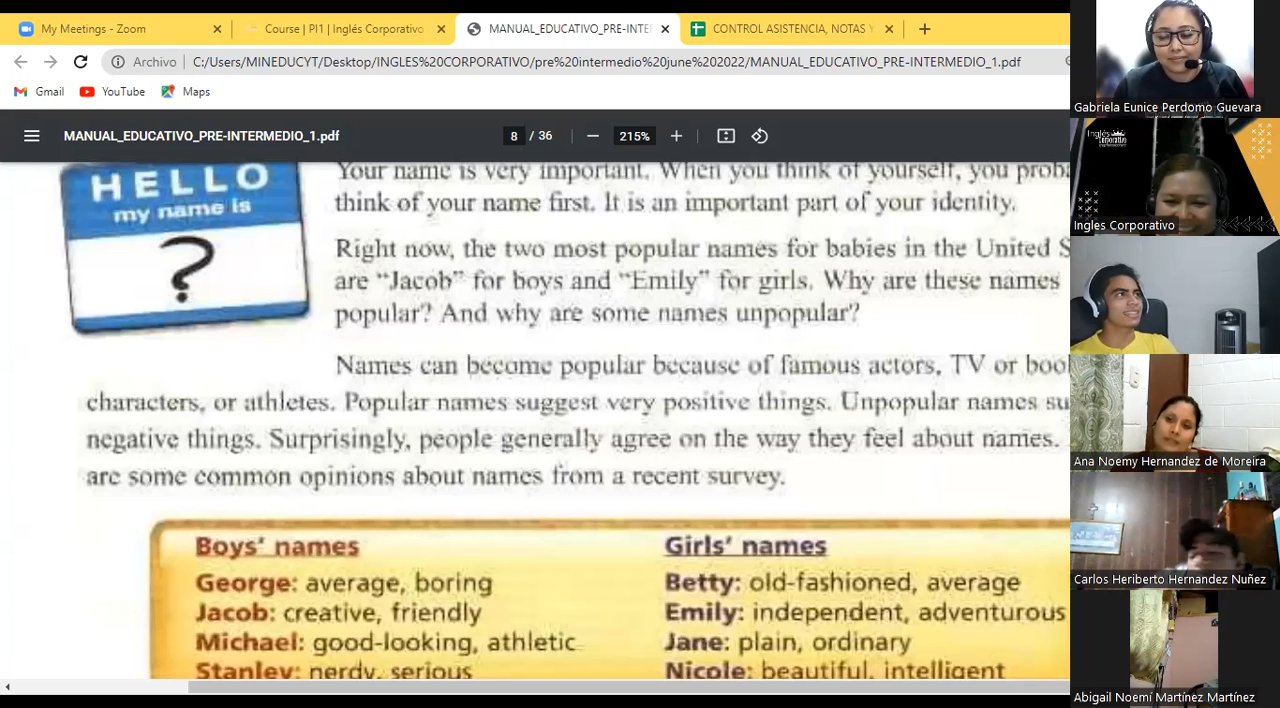 My Meetings - Zoom
Course | PI1 | Inglés Corporativo
MANUAL_EDUCATIVO_PRE-INTER
CONTROL ASISTENCIA, NOTAS Y
Archivo
C:/Users/MINEDUCYT/Desktop/INGLES%20CORPORATIVO/pre%20intermedio%20june%202022/MANUAL_EDUCATIVO_PRE-INTERMEDIO_1.pdf
Gmail
YouTube
Maps
MANUAL_EDUCATIVO_PRE-INTERMEDIO_1.pdf
8 / 36
215%
HELLO
my name is
?
Your name is very important. When you think of yourself, you prob
think of your name first. It is an important part of your identity.
Right now, the two most popular names for babies in the United S
are “Jacob” for boys and “Emily” for girls. Why are these names
popular? And why are some names unpopular?
Names can become popular because of famous actors, TV or boo
characters, or athletes. Popular names suggest very positive things. Unpopular names su
negative things. Surprisingly, people generally agree on the way they feel about names.
are some common opinions about names from a recent survey.
Boys’ names
George: average, boring
Jacob: creative, friendly
Michael: good-looking, athletic
Stanley: nerdy, serious
Girls’ names
Betty: old-fashioned, average
Emily: independent, adventurous
Jane: plain, ordinary
Nicole: beautiful, intelligent
Gabriela Eunice Perdomo Guevara
Inglés
Corporativo
Ingles Corporativo
Ana Noemy Hernandez de Moreira
Carlos Heriberto Hernandez Nuñez
Abigail Noemí Martínez Martínez